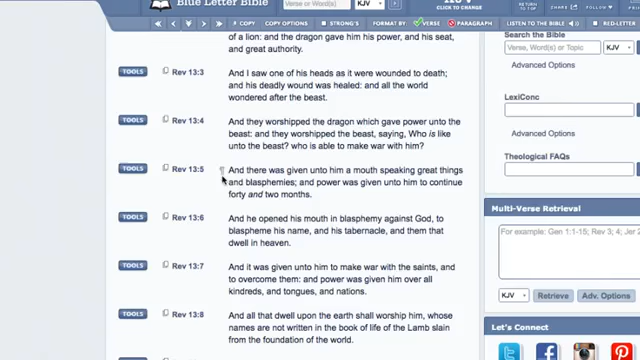 Blue Letter Bible
Verse or Word(s)
KJV
CLICK TO CHANGE
RETURN TO TOP
SHARE
FOLLOW
COPY
COPY OPTIONS
STRONG'S
FORMAT BY
VERSE
PARAGRAPH
LISTEN TO THE BIBLE
RED-LETTER
of a lion: and the dragon gave him his power, and his seat,
and great authority.
TOOLS
Rev 13:3
And I saw one of his heads as it were wounded to death;
and his deadly wound was healed: and all the world
wondered after the beast.
TOOLS
Rev 13:4
And they worshipped the dragon which gave power unto the
beast: and they worshipped the beast, saying, Who is like
unto the beast? who is able to make war with him?
TOOLS
Rev 13:5
¶ And there was given unto him a mouth speaking great things
and blasphemies; and power was given unto him to continue
forty and two months.
TOOLS
Rev 13:6
And he opened his mouth in blasphemy against God, to
blaspheme his name, and his tabernacle, and them that
dwell in heaven.
TOOLS
Rev 13:7
And it was given unto him to make war with the saints, and
to overcome them: and power was given him over all
kindreds, and tongues, and nations.
TOOLS
Rev 13:8
And all that dwell upon the earth shall worship him, whose
names are not written in the book of life of the Lamb slain
from the foundation of the world.
Search the Bible
Verse, Word(s) or Topic
KJV
Advanced Options
LexiConc
Advanced Options
Theological FAQs
Multi-Verse Retrieval
For example: Gen 1:1-15; Rev 3; 4; Jer 2
KJV
Retrieve
Adv. Options
Let's Connect